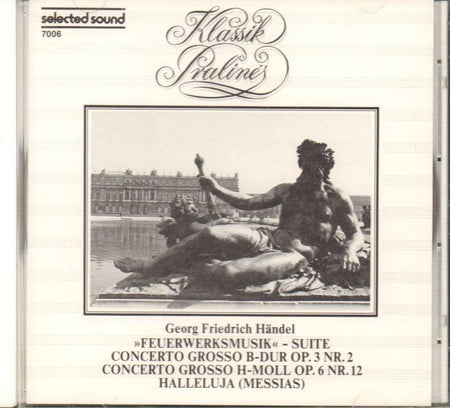 selected sound
7006
Klassik
Pralinés
Georg Friedrich Händel
»FEUERWERKSMUSIK« – SUITE
CONCERTO GROSSO B-DUR OP. 3 NR. 2
CONCERTO GROSSO H-MOLL OP. 6 NR. 12
HALLELUJA (MESSIAS)